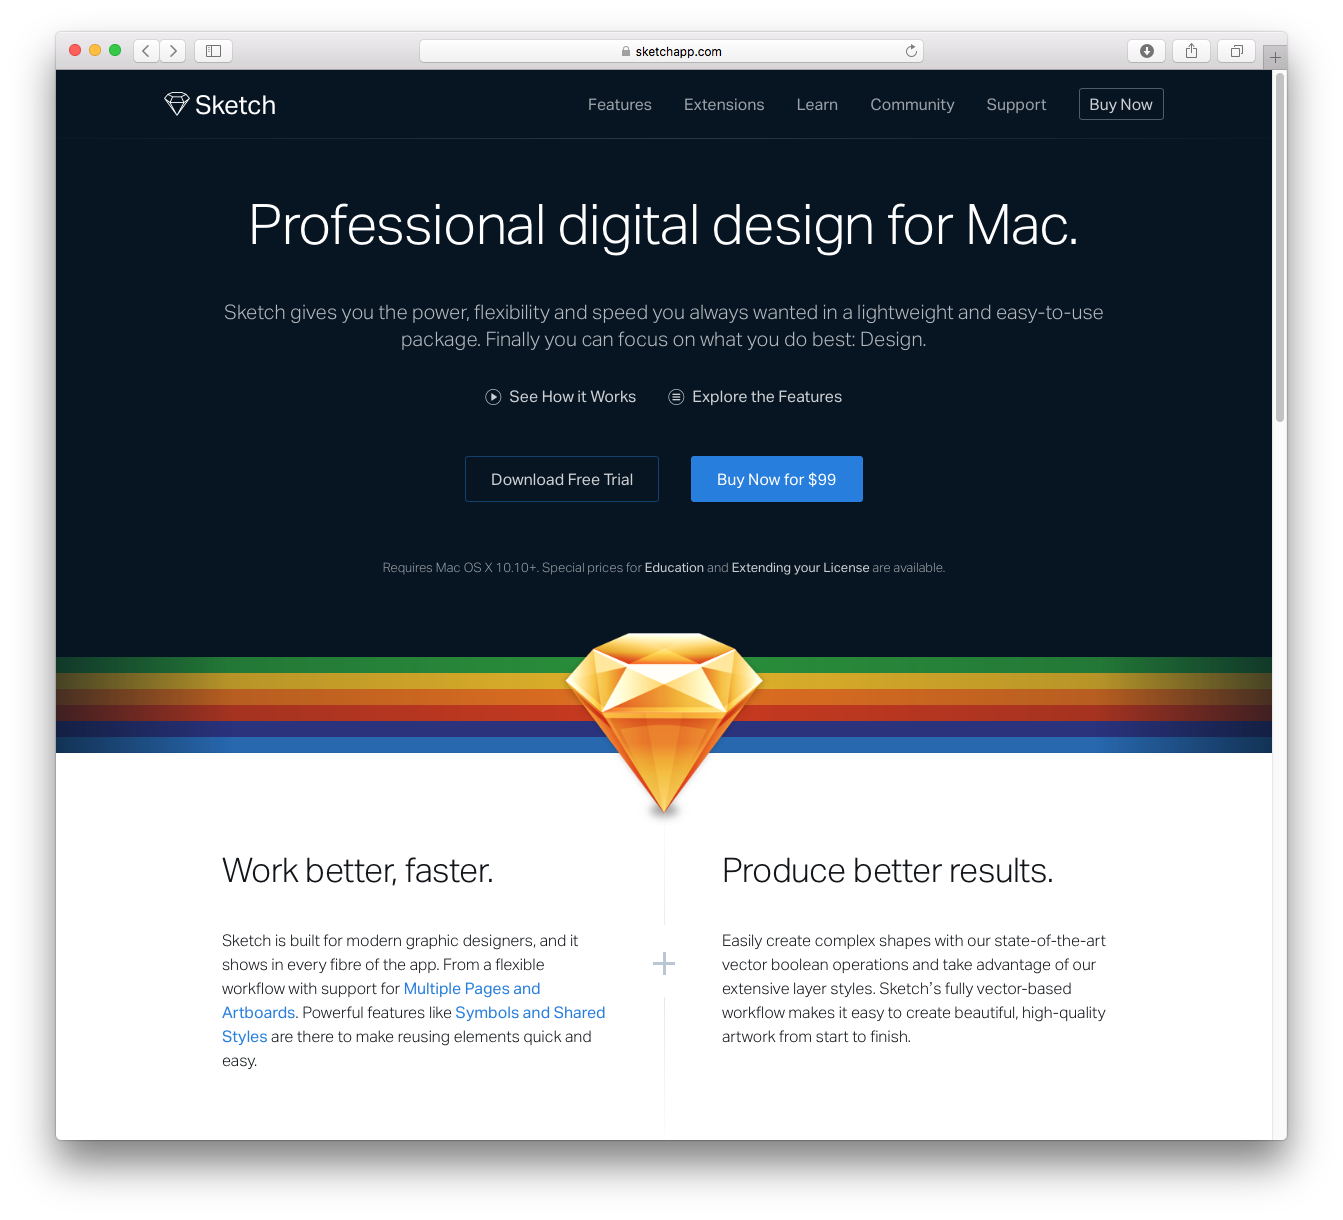 sketchapp.com
Sketch
Features Extensions Learn Community Support Buy Now
Professional digital design for Mac.
Sketch gives you the power, flexibility and speed you always wanted in a lightweight and easy-to-use
package. Finally you can focus on what you do best: Design.
See How it Works Explore the Features
Download Free Trial Buy Now for $99
Requires Mac OS X 10.10+. Special prices for Education and Extending your License are available.
Work better, faster.
Sketch is built for modern graphic designers, and it
shows in every fibre of the app. From a flexible
workflow with support for Multiple Pages and
Artboards. Powerful features like Symbols and Shared
Styles are there to make reusing elements quick and
easy.
Produce better results.
Easily create complex shapes with our state-of-the-art
vector boolean operations and take advantage of our
extensive layer styles. Sketch’s fully vector-based
workflow makes it easy to create beautiful, high-quality
artwork from start to finish.